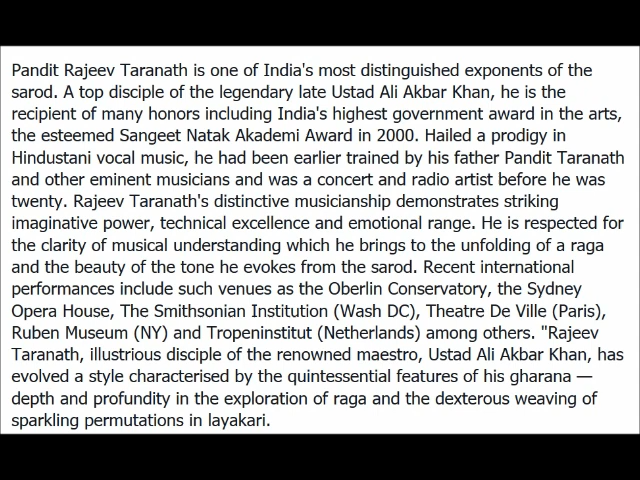 Pandit Rajeev Taranath is one of India's most distinguished exponents of the
sarod. A top disciple of the legendary late Ustad Ali Akbar Khan, he is the
recipient of many honors including India's highest government award in the arts,
the esteemed Sangeet Natak Akademi Award in 2000. Hailed a prodigy in
Hindustani vocal music, he had been earlier trained by his father Pandit Taranath
and other eminent musicians and was a concert and radio artist before he was
twenty. Rajeev Taranath's distinctive musicianship demonstrates striking
imaginative power, technical excellence and emotional range. He is respected for
the clarity of musical understanding which he brings to the unfolding of a raga
and the beauty of the tone he evokes from the sarod. Recent international
performances include such venues as the Oberlin Conservatory, the Sydney
Opera House, The Smithsonian Institution (Wash DC), Theatre De Ville (Paris),
Ruben Museum (NY) and Tropeninstitut (Netherlands) among others. "Rajeev
Taranath, illustrious disciple of the renowned maestro, Ustad Ali Akbar Khan, has
evolved a style characterised by the quintessential features of his gharana —
depth and profundity in the exploration of raga and the dexterous weaving of
sparkling permutations in layakari.